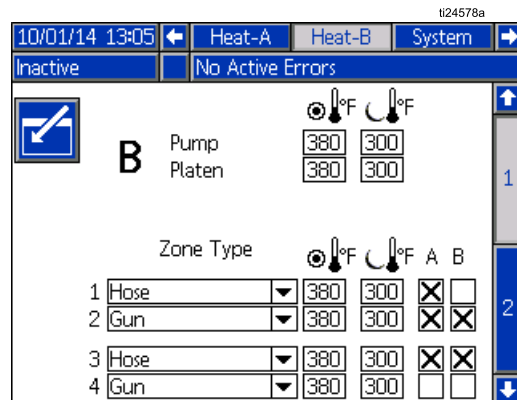 ti24578a
10/01/14 13:05 Heat-A Heat-B System
Inactive No Active Errors
°F °F
B Pump 380 300
Platen 380 300
1
Zone Type °F °F A B
1 Hose 380 300 X
2 Gun 380 300 X X
2
3 Hose 380 300 X X
4 Gun 380 300